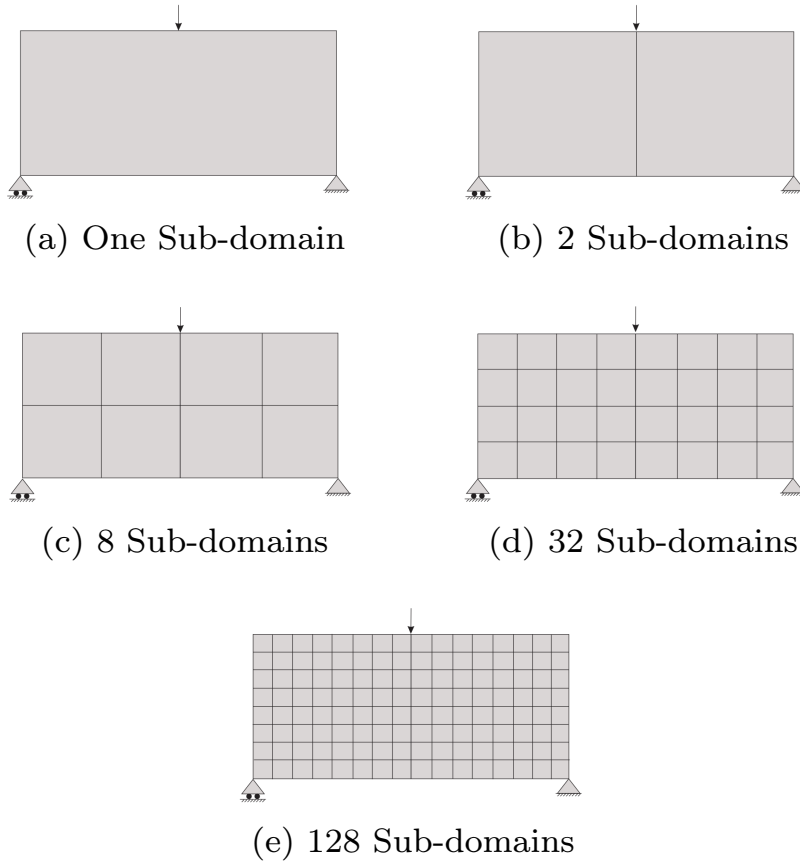 (a) One Sub-domain
(b) 2 Sub-domains
(c) 8 Sub-domains
(d) 32 Sub-domains
(e) 128 Sub-domains